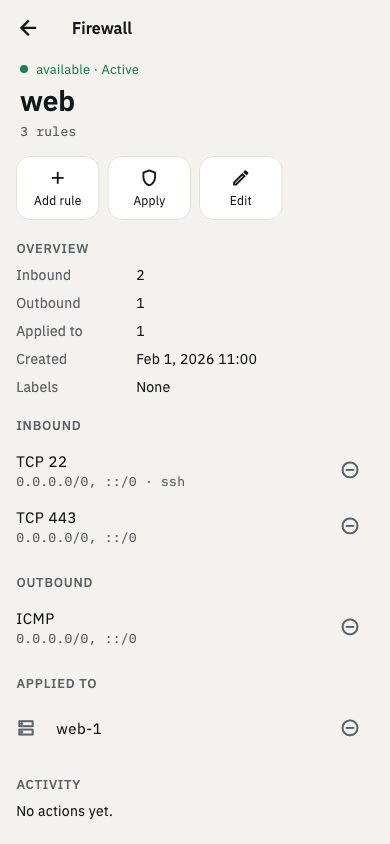 Firewall
available · Active
web
3 rules
Add rule
Apply
Edit
OVERVIEW
Inbound 2
Outbound 1
Applied to 1
Created Feb 1, 2026 11:00
Labels None
INBOUND
TCP 22
0.0.0.0/0, ::/0 · ssh
TCP 443
0.0.0.0/0, ::/0
OUTBOUND
ICMP
0.0.0.0/0, ::/0
APPLIED TO
web-1
ACTIVITY
No actions yet.